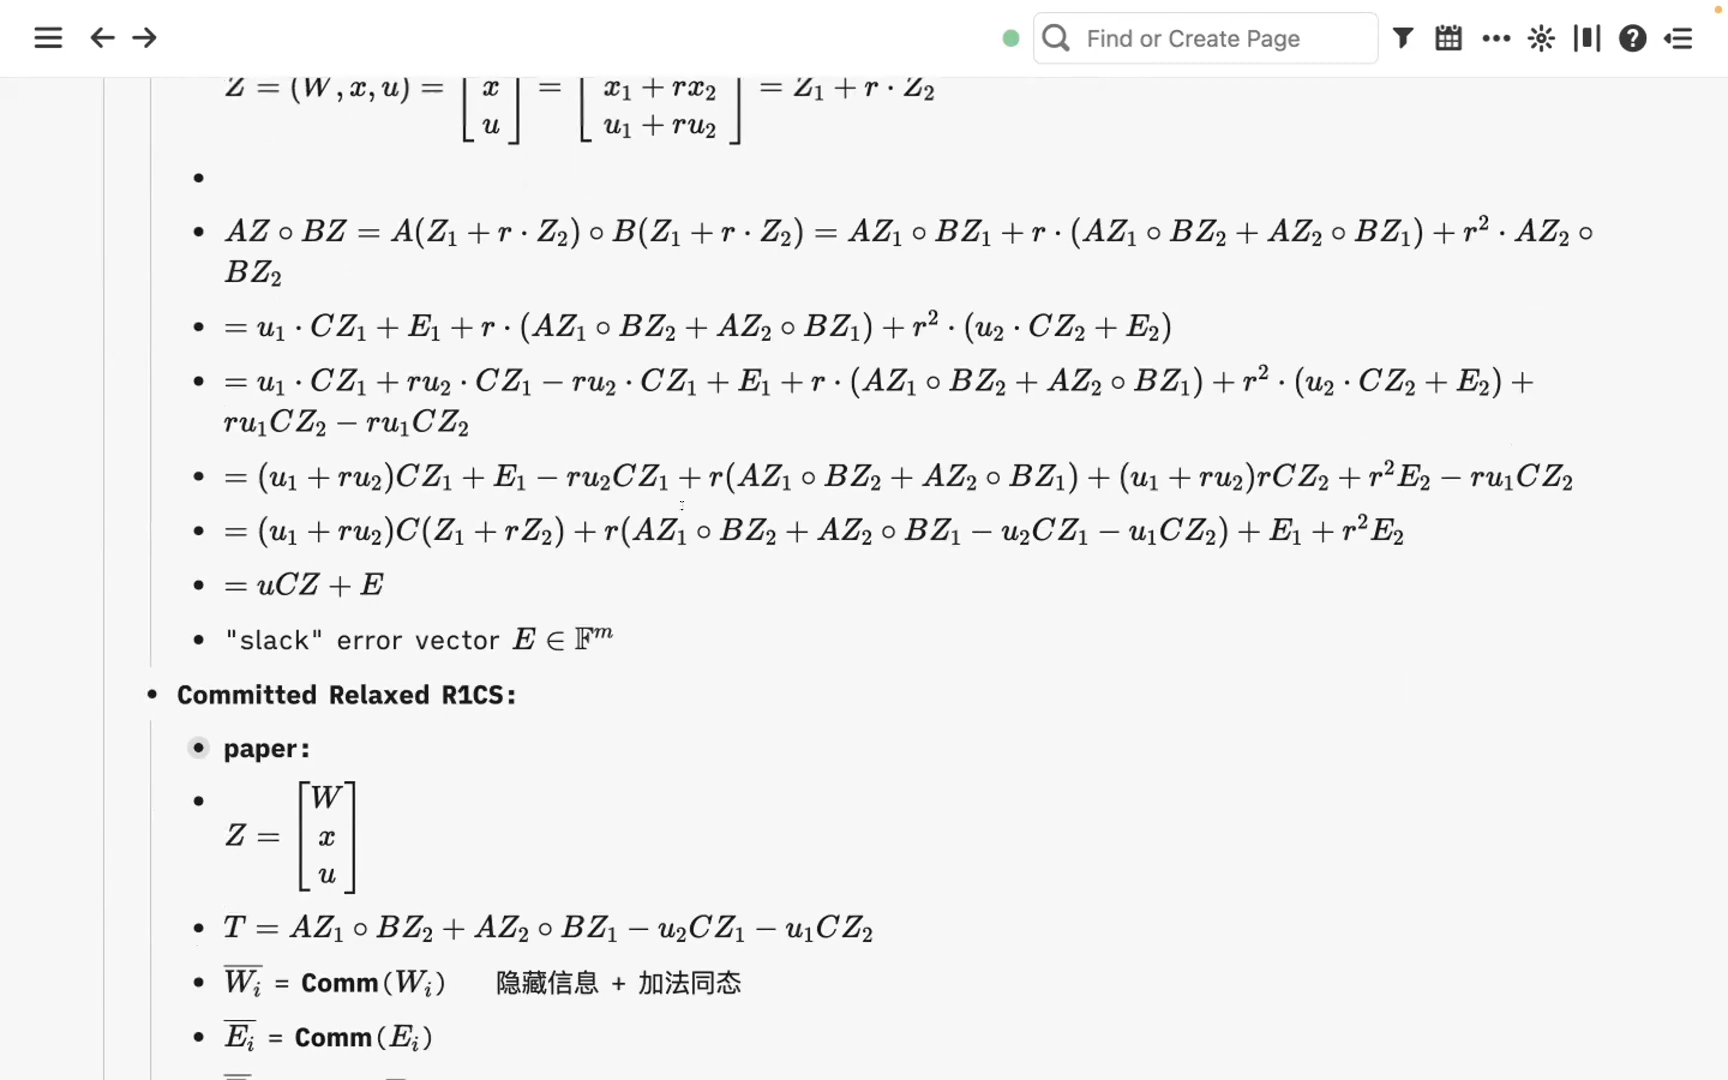 Find or Create Page
Z = (W, x, u) = [x u] = [x₁ + rx₂ u₁ + ru₂] = Z₁ + r · Z₂
AZ ∘ BZ = A(Z₁ + r · Z₂) ∘ B(Z₁ + r · Z₂) = AZ₁ ∘ BZ₁ + r · (AZ₁ ∘ BZ₂ + AZ₂ ∘ BZ₁) + r² · AZ₂ ∘
BZ₂
= u₁ · CZ₁ + E₁ + r · (AZ₁ ∘ BZ₂ + AZ₂ ∘ BZ₁) + r² · (u₂ · CZ₂ + E₂)
= u₁ · CZ₁ + ru₂ · CZ₁ − ru₂ · CZ₁ + E₁ + r · (AZ₁ ∘ BZ₂ + AZ₂ ∘ BZ₁) + r² · (u₂ · CZ₂ + E₂) +
ru₁CZ₂ − ru₁CZ₂
= (u₁ + ru₂)CZ₁ + E₁ − ru₂CZ₁ + r(AZ₁ ∘ BZ₂ + AZ₂ ∘ BZ₁) + (u₁ + ru₂)rCZ₂ + r²E₂ − ru₁CZ₂
= (u₁ + ru₂)C(Z₁ + rZ₂) + r(AZ₁ ∘ BZ₂ + AZ₂ ∘ BZ₁ − u₂CZ₁ − u₁CZ₂) + E₁ + r²E₂
= uCZ + E
"slack" error vector E ∈ 𝔽ᵐ
Committed Relaxed R1CS:
paper:
Z = [W x u]
T = AZ₁ ∘ BZ₂ + AZ₂ ∘ BZ₁ − u₂CZ₁ − u₁CZ₂
W̅ᵢ = Comm(Wᵢ) 隐藏信息 + 加法同态
E̅ᵢ = Comm(Eᵢ)